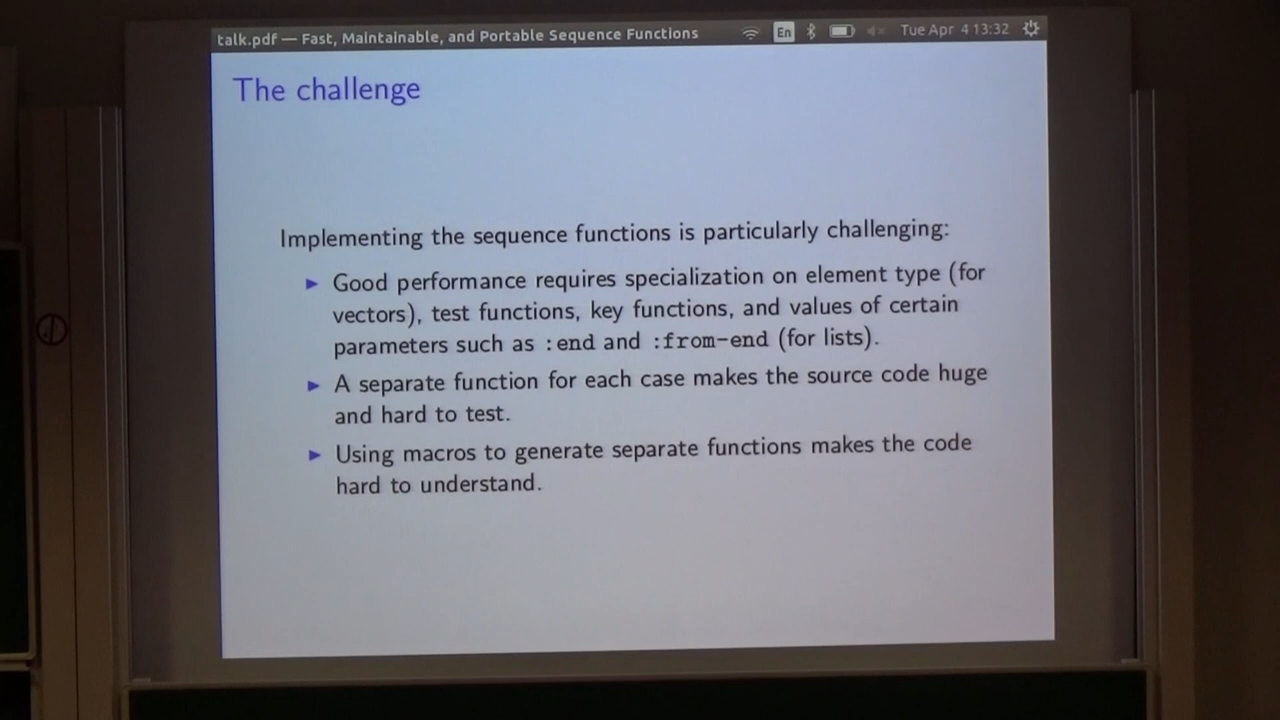 talk.pdf — Fast, Maintainable, and Portable Sequence Functions
En
Tue Apr 4 13:32
The challenge
Implementing the sequence functions is particularly challenging:
Good performance requires specialization on element type (for
vectors), test functions, key functions, and values of certain
parameters such as :end and :from-end (for lists).
A separate function for each case makes the source code huge
and hard to test.
Using macros to generate separate functions makes the code
hard to understand.